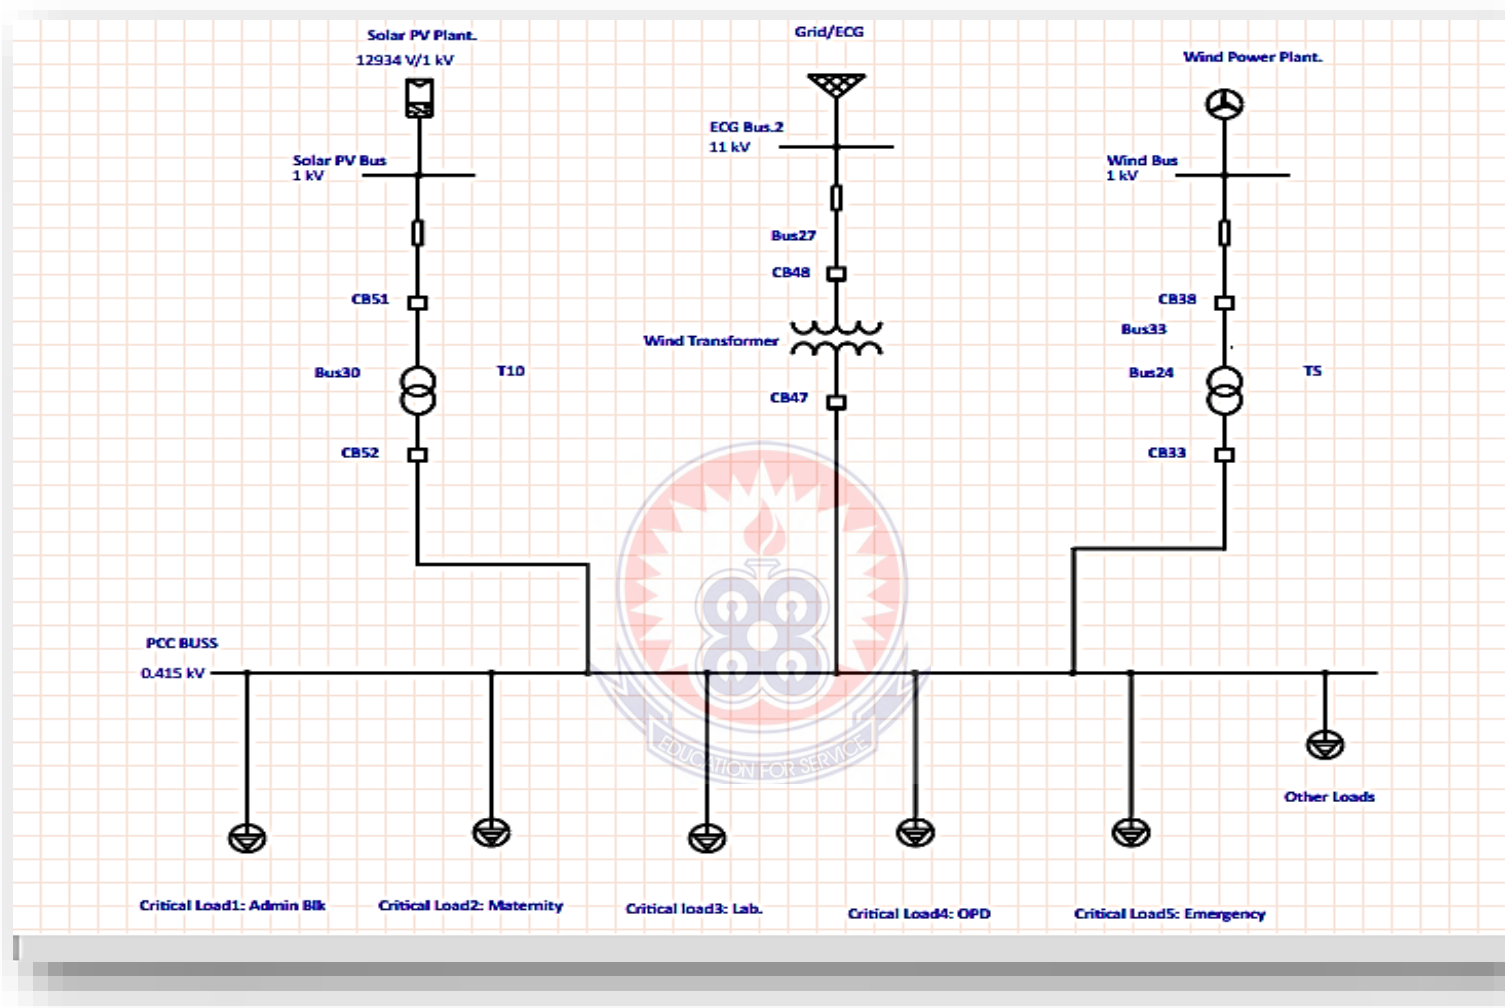 Solar PV Plant.
12934 V/1 kV
Grid/ECG
Wind Power Plant.
ECG Bus.2
11 kV
Solar PV Bus
1 kV
Wind Bus
1 kV
Bus27
CB48
CB51
CB38
Bus33
Wind Transformer
Bus30
T10
Bus24
T5
CB47
CB52
CB33
PCC BUSS
0.415 kV
EDUCATION FOR SERVICE
Other Loads
Critical Load1: Admin Blk
Critical Load2: Maternity
Critical load3: Lab.
Critical Load4: OPD
Critical Load5: Emergency